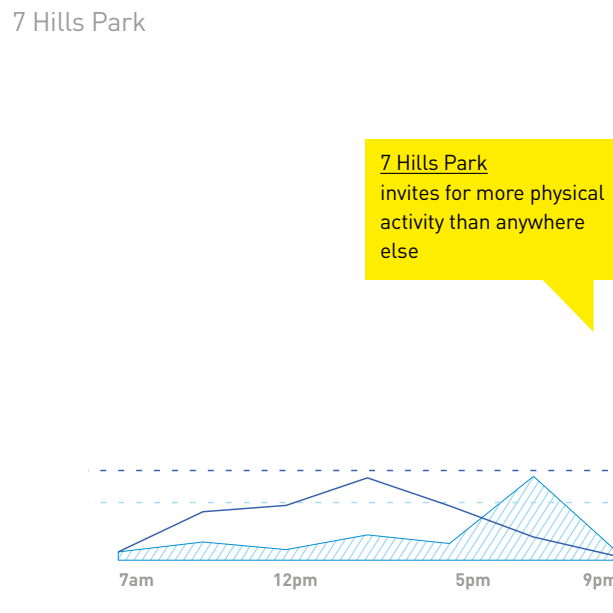 7 Hills Park
7 Hills Park
invites for more physical
activity than anywhere
else
7am 12pm 5pm 9pm